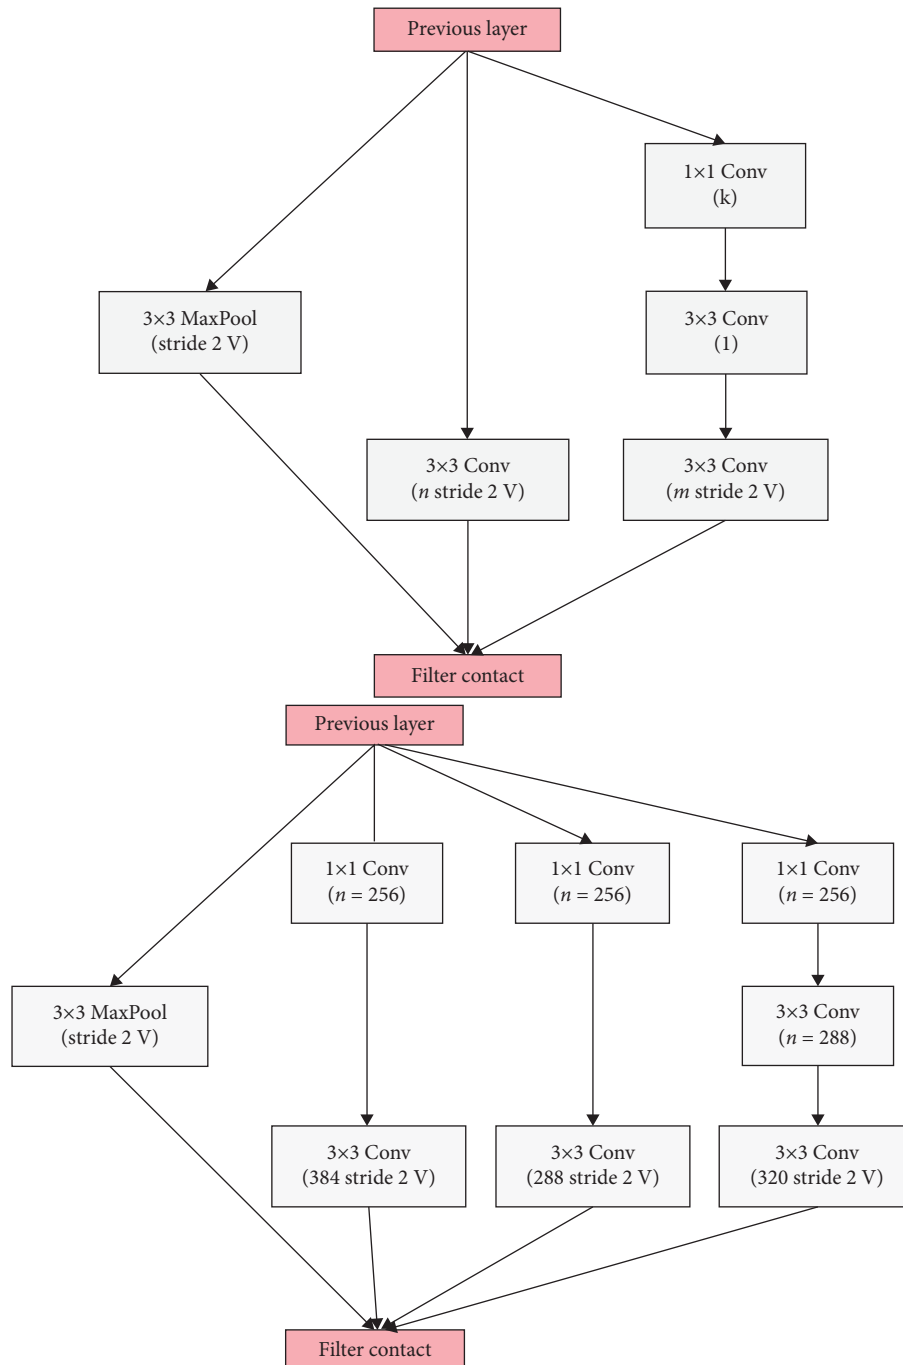 Previous layer
1×1 Conv
(k)
3×3 MaxPool
(stride 2 V)
3×3 Conv
(1)
3×3 Conv
(n stride 2 V)
3×3 Conv
(m stride 2 V)
Filter contact
Previous layer
1×1 Conv
(n = 256)
1×1 Conv
(n = 256)
1×1 Conv
(n = 256)
3×3 MaxPool
(stride 2 V)
3×3 Conv
(n = 288)
3×3 Conv
(384 stride 2 V)
3×3 Conv
(288 stride 2 V)
3×3 Conv
(320 stride 2 V)
Filter contact